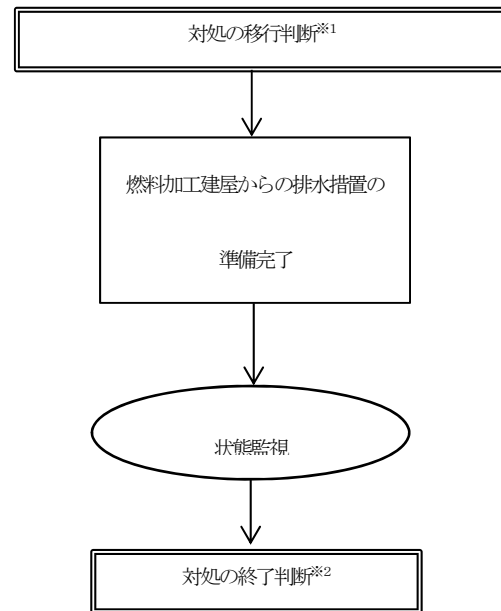 対処の移行判断※1
燃料加工建屋からの排水措置の
準備完了
状態監視
対処の終了判断※2